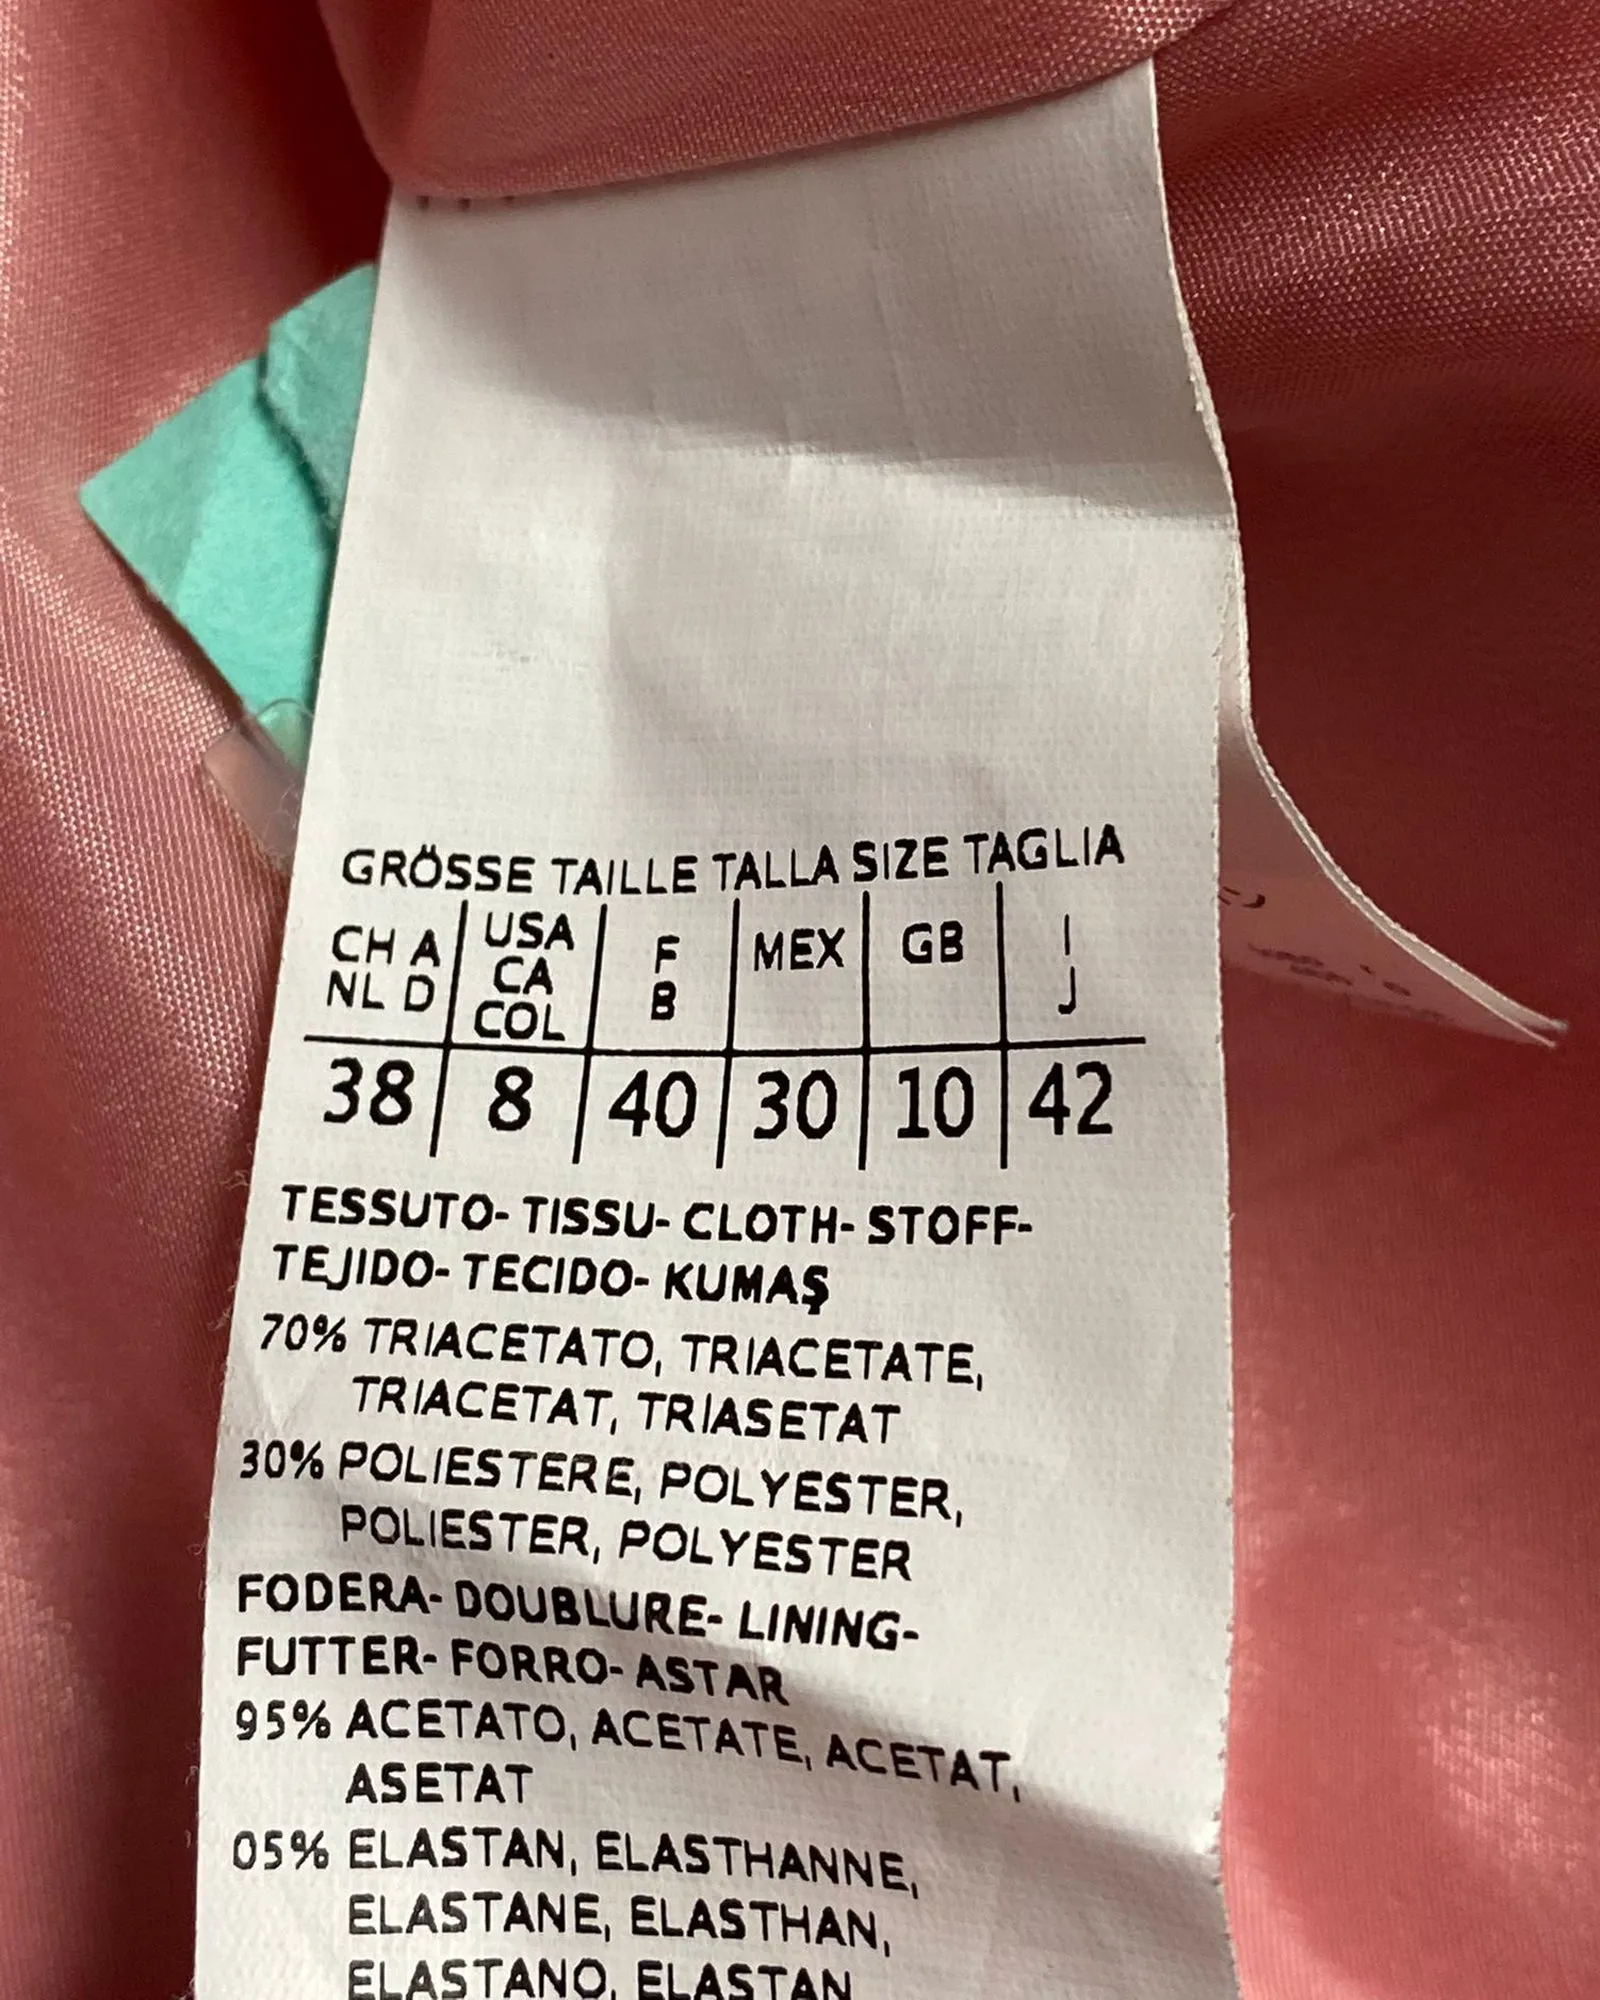 GRÖSSE TAILLE TALLA SIZE TAGLIA
CH A USA F MEX GB I
NL D CA B J
COL
38 8 40 30 10 42
TESSUTO- TISSU- CLOTH- STOFF-
TEJIDO- TECIDO- KUMAŞ
70% TRIACETATO, TRIACETATE,
TRIACETAT, TRIASETAT
30% POLIESTERE, POLYESTER,
POLIESTER, POLYESTER
FODERA- DOUBLURE- LINING-
FUTTER- FORRO- ASTAR
95% ACETATO, ACETATE, ACETAT,
ASETAT
05% ELASTAN, ELASTHANNE,
ELASTANE, ELASTHAN,
ELASTANO, ELASTAN